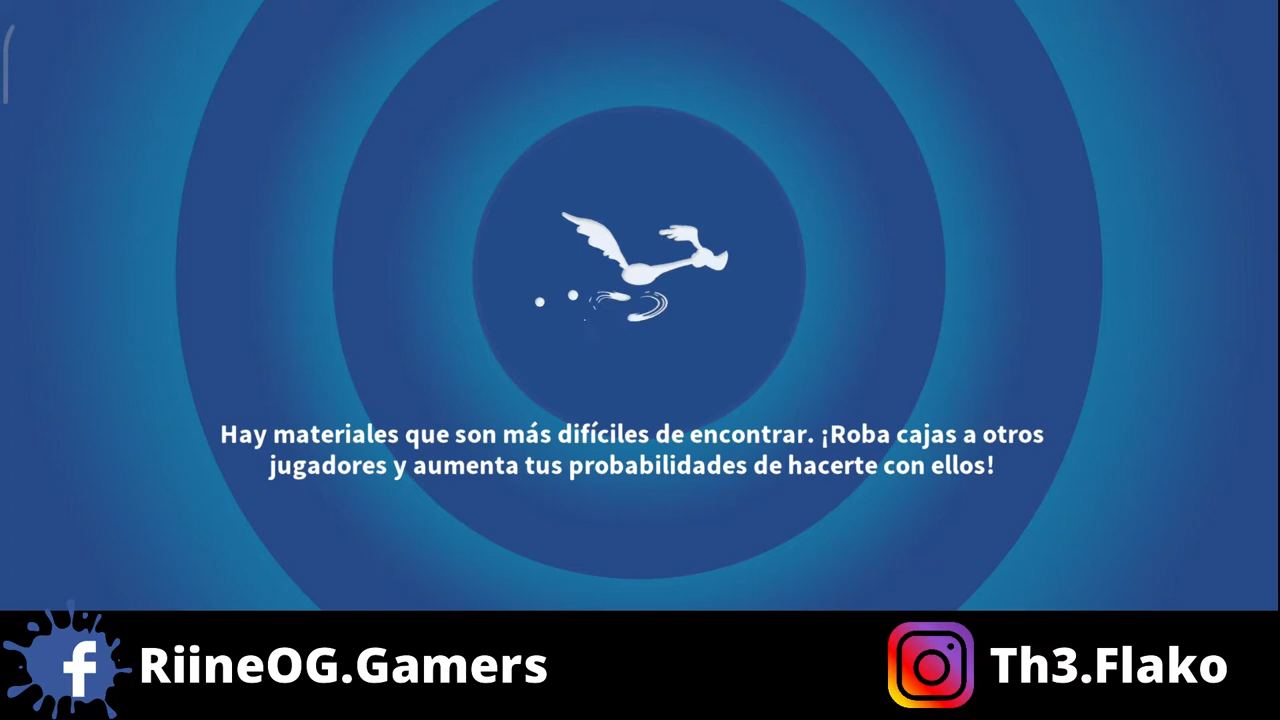 Hay materiales que son más difíciles de encontrar. ¡Roba cajas a otros
jugadores y aumenta tus probabilidades de hacerte con ellos!
RiineOG.Gamers
Th3.Flako